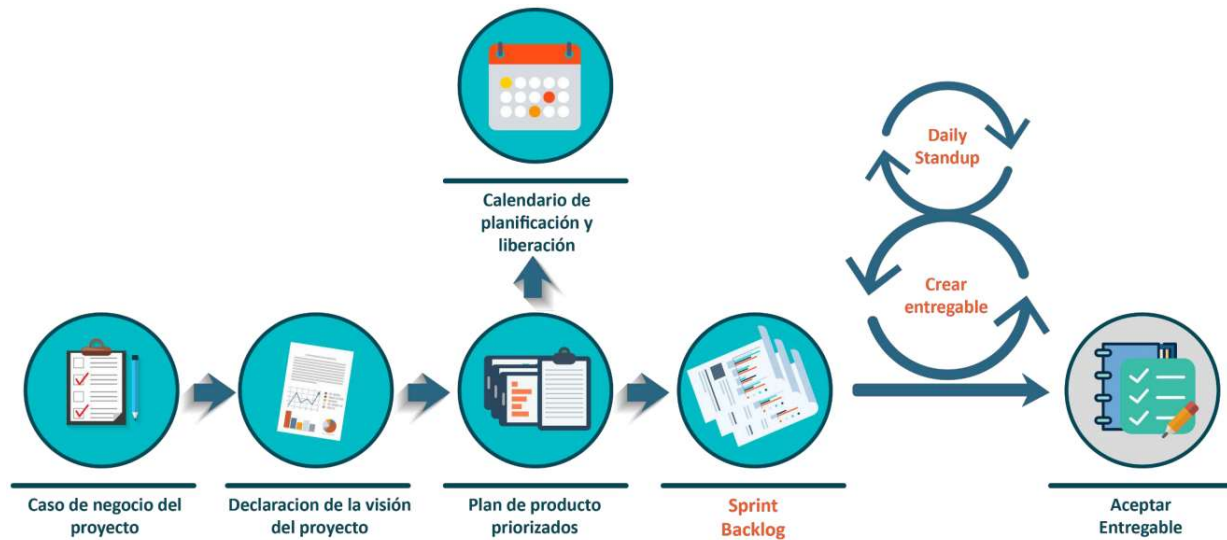 Calendario de
planificación y
liberación
Daily
Standup
Crear
entregable
Caso de negocio del
proyecto
Declaracion de la visión
del proyecto
Plan de producto
priorizados
Sprint
Backlog
Aceptar
Entregable